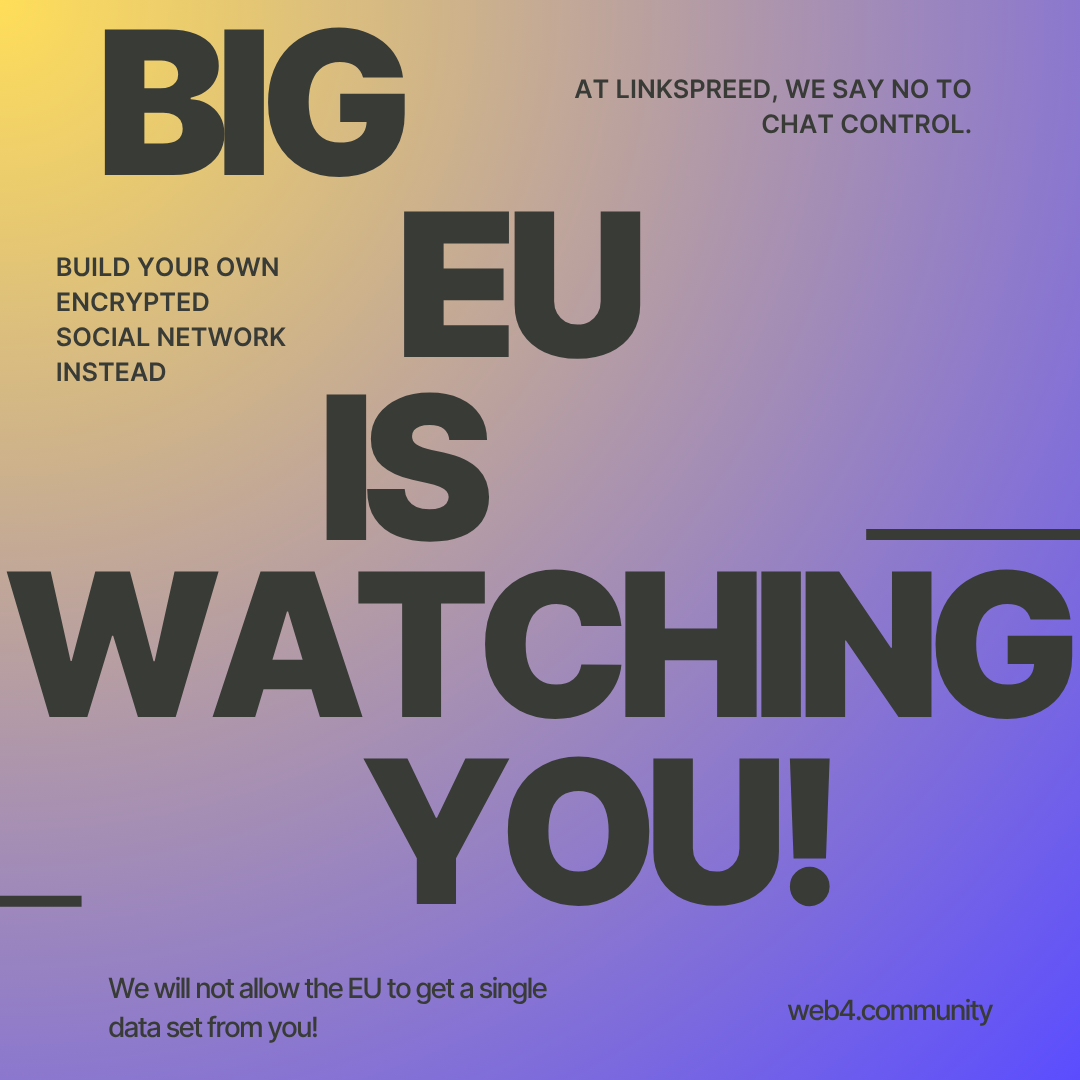 BIG
AT LINKSPREED, WE SAY NO TO
CHAT CONTROL.
EU
BUILD YOUR OWN
ENCRYPTED
SOCIAL NETWORK
INSTEAD
IS
WATCHING
YOU!
We will not allow the EU to get a single
data set from you!
web4.community